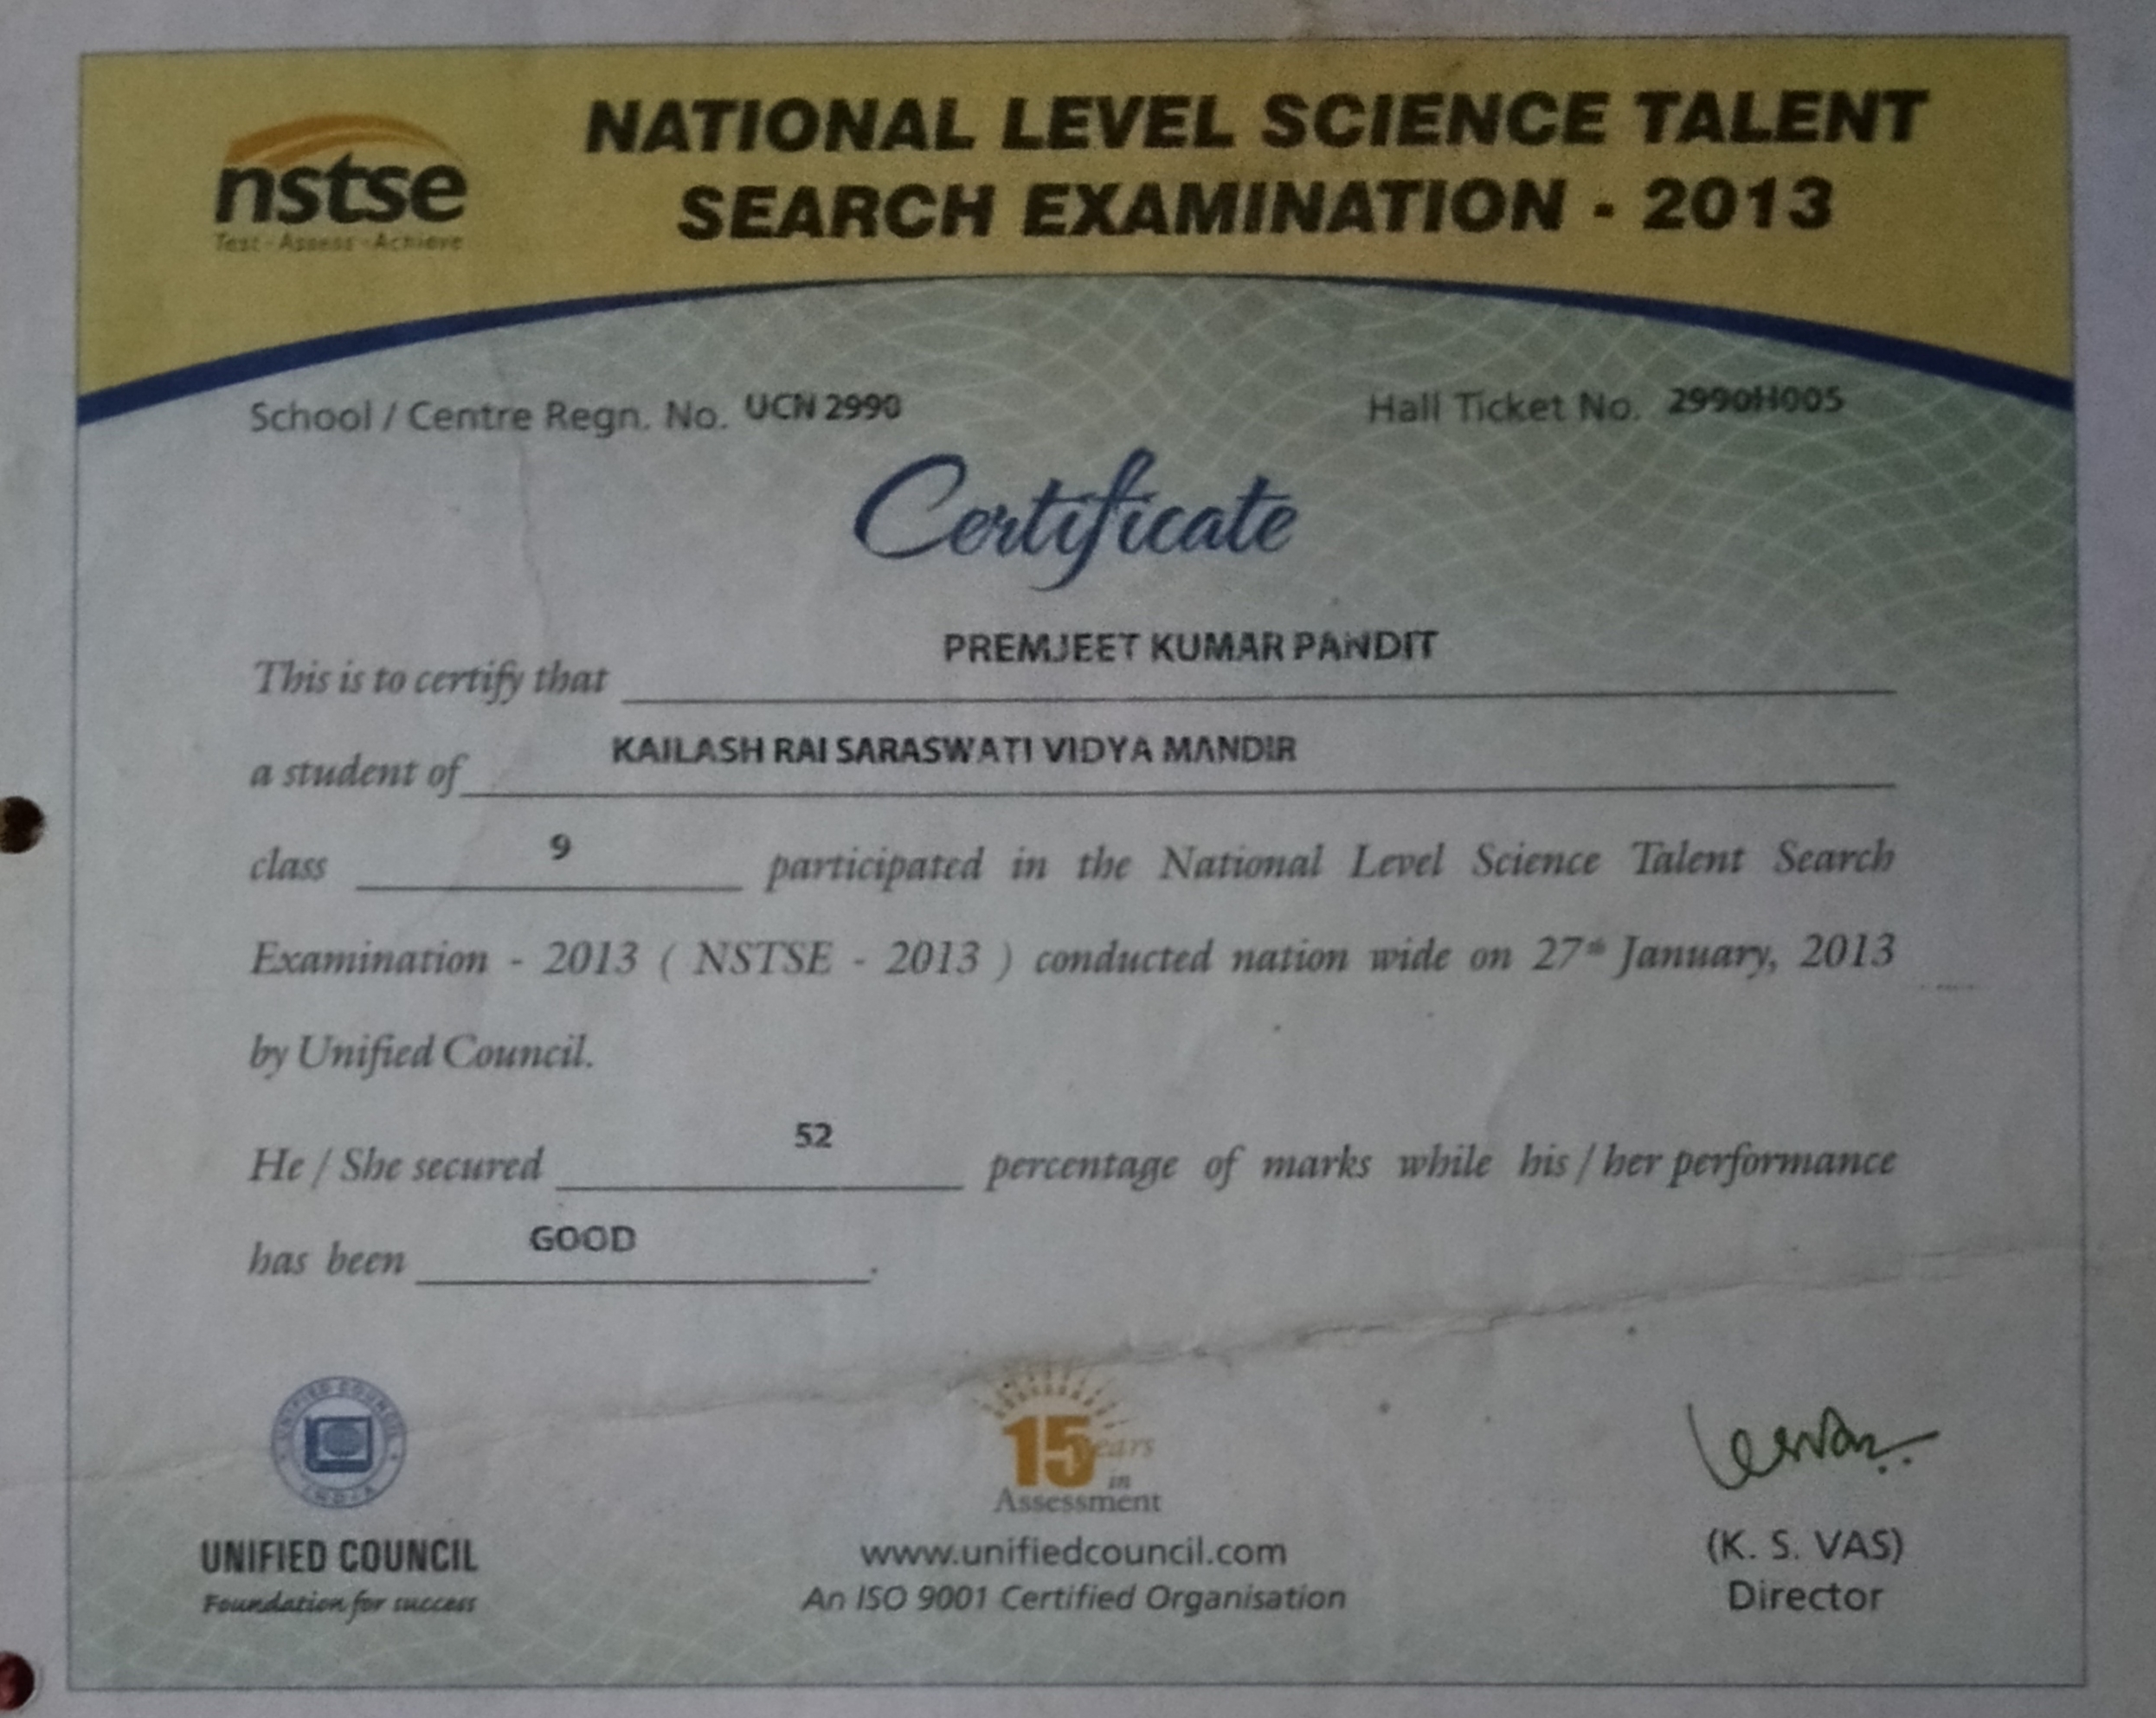 nstse
Test - Assess - Achieve
NATIONAL LEVEL SCIENCE TALENT
SEARCH EXAMINATION - 2013
School / Centre Regn. No. UCN 2990
Hall Ticket No. 2990H005
Certificate
This is to certify that PREMJEET KUMAR PANDIT
a student of KAILASH RAI SARASWATI VIDYA MANDIR
class 9 participated in the National Level Science Talent Search
Examination - 2013 ( NSTSE - 2013 ) conducted nation wide on 27th January, 2013
by Unified Council.
He / She secured 52 percentage of marks while his / her performance
has been GOOD.
UNIFIED COUNCIL
INDIA
UNIFIED COUNCIL
Foundation for success
15 years
in
Assessment
www.unifiedcouncil.com
An ISO 9001 Certified Organisation
(K. S. VAS)
Director